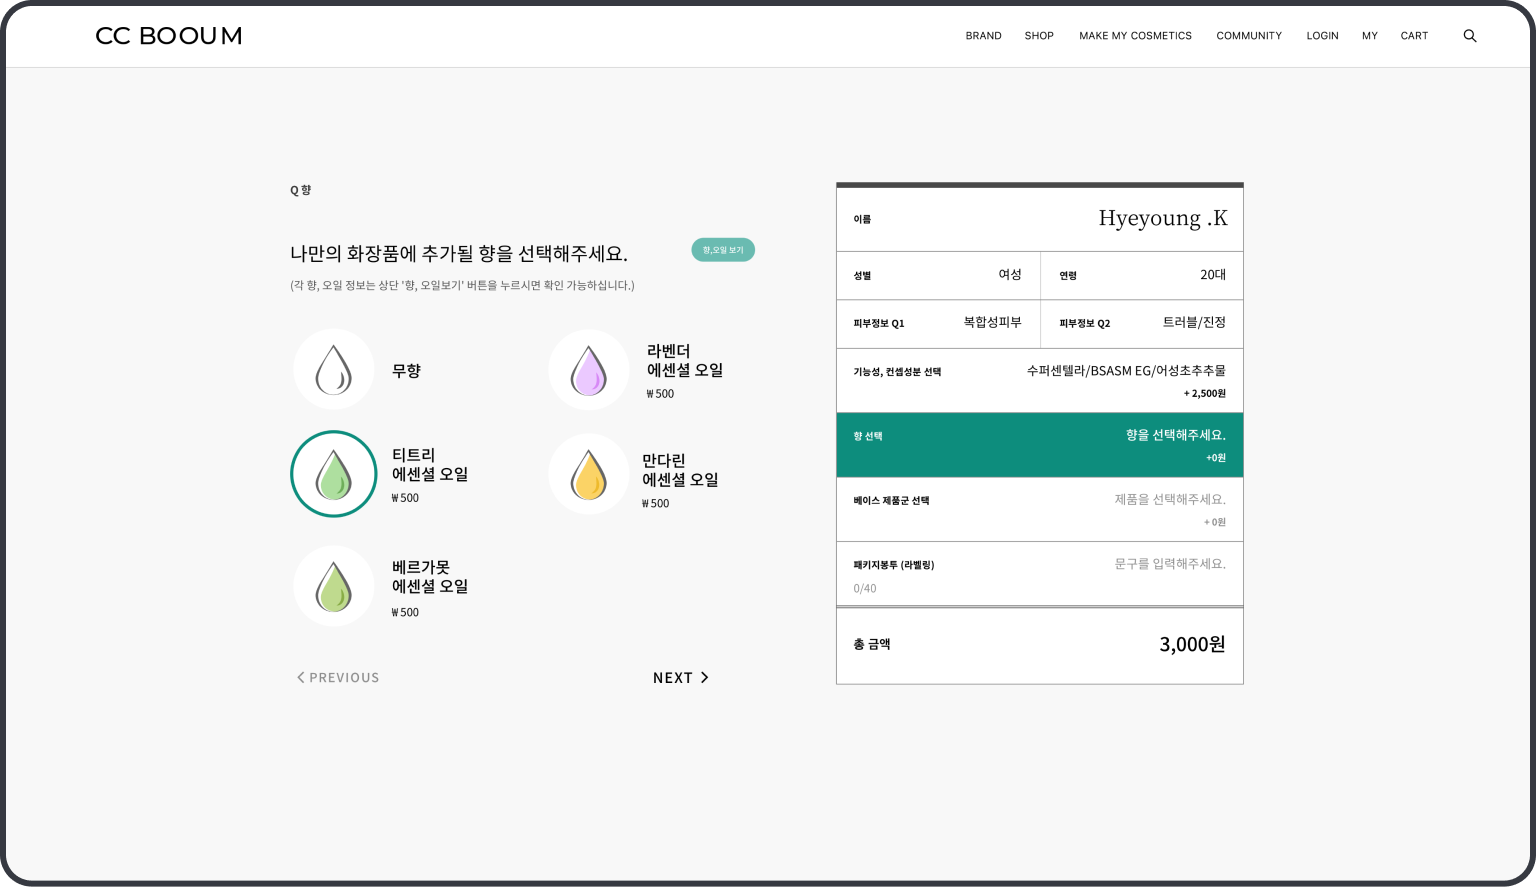 CC BOOUM
BRAND SHOP MAKE MY COSMETICS COMMUNITY LOGIN MY CART
Q 향
나만의 화장품에 추가될 향을 선택해주세요.
향,오일 보기
(각 향, 오일 정보는 상단 '향, 오일보기' 버튼을 누르시면 확인 가능하십니다.)
무향
라벤더
에센셜 오일
₩ 500
티트리
에센셜 오일
₩ 500
만다린
에센셜 오일
₩ 500
베르가못
에센셜 오일
₩ 500
PREVIOUS
NEXT
이름 Hyeyoung .K
성별 여성 연령 20대
피부정보 Q1 복합성피부 피부정보 Q2 트러블/진정
기능성, 컨셉성분 선택 수퍼센텔라/BSASM EG/어성초추추물
+ 2,500원
향 선택 향을 선택해주세요.
+0원
베이스 제품군 선택 제품을 선택해주세요.
+ 0원
패키지봉투 (라벨링) 문구를 입력해주세요.
0/40
총 금액 3,000원